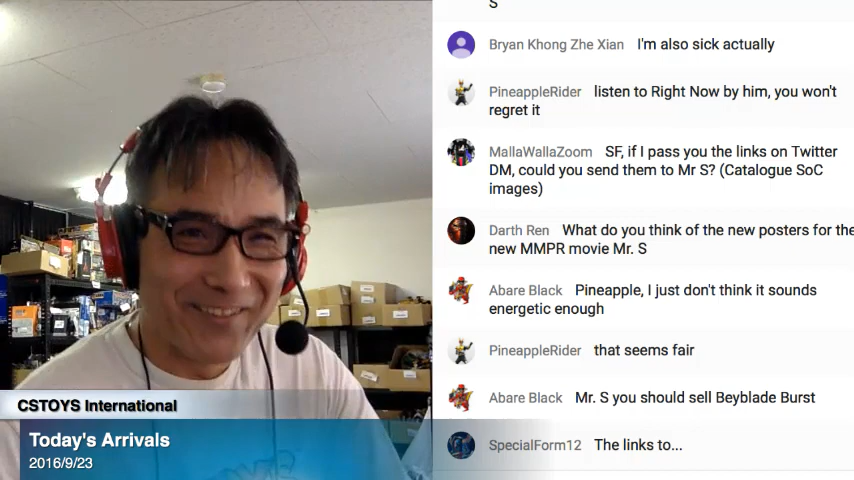 S
Bryan Khong Zhe Xian I'm also sick actually
PineappleRider listen to Right Now by him, you won't
regret it
MallaWallaZoom SF, if I pass you the links on Twitter
DM, could you send them to Mr S? (Catalogue SoC
images)
Darth Ren What do you think of the new posters for the
new MMPR movie Mr. S
Abare Black Pineapple, I just don't think it sounds
energetic enough
PineappleRider that seems fair
Abare Black Mr. S you should sell Beyblade Burst
SpecialForm12 The links to...
CSTOYS International
Today's Arrivals
2016/9/23